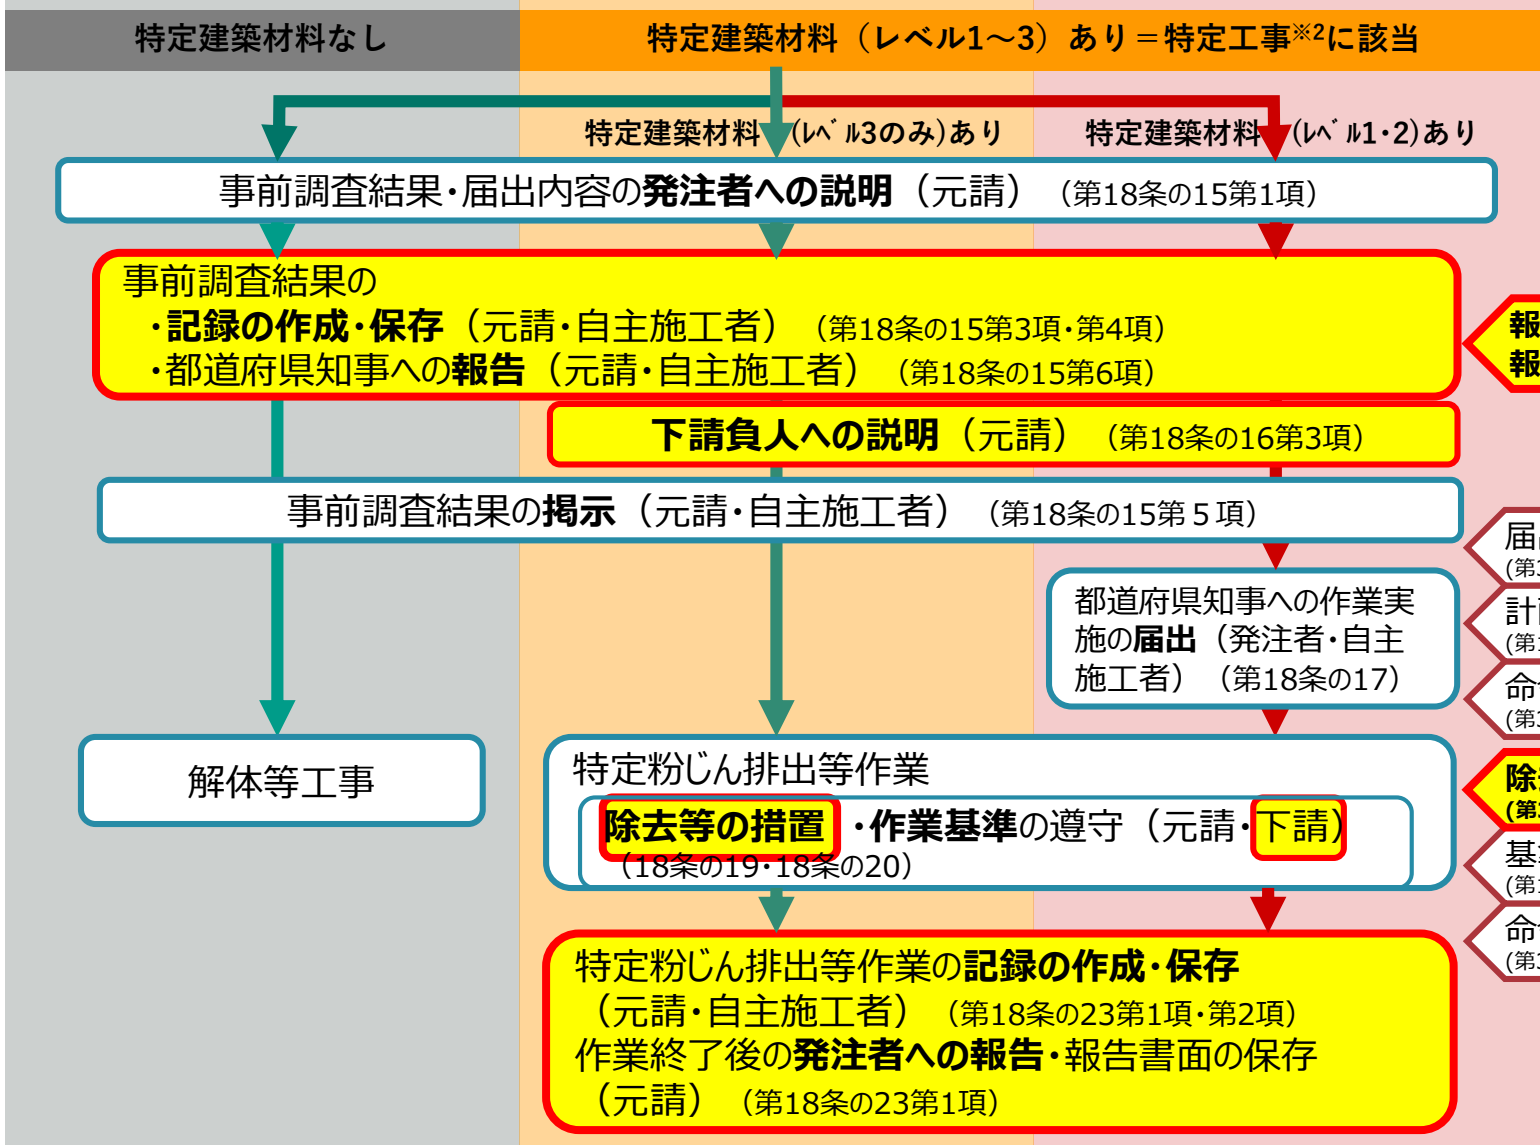 特定建築材料なし
特定建築材料（レベル1～3）あり＝特定工事※2に該当
特定建築材料 (ﾚﾍﾞﾙ3のみ)あり
特定建築材料 (ﾚﾍﾞﾙ1・2)あり
事前調査結果・届出内容の発注者への説明（元請）（第18条の15第1項）
事前調査結果の
・記録の作成・保存（元請・自主施工者）（第18条の15第3項・第4項）
・都道府県知事への報告（元請・自主施工者）（第18条の15第6項）
報
報
下請負人への説明（元請）（第18条の16第3項）
事前調査結果の掲示（元請・自主施工者）（第18条の15第５項）
届
(第
都道府県知事への作業実
施の届出（発注者・自主
施工者）（第18条の17）
計
(第
命
(第
解体等工事
特定粉じん排出等作業
除去等の措置・作業基準の遵守（元請・下請）
（18条の19・18条の20）
除
(第
基
(第
命
(第
特定粉じん排出等作業の記録の作成・保存
（元請・自主施工者）（第18条の23第1項・第2項）
作業終了後の発注者への報告・報告書面の保存
（元請）（第18条の23第1項）